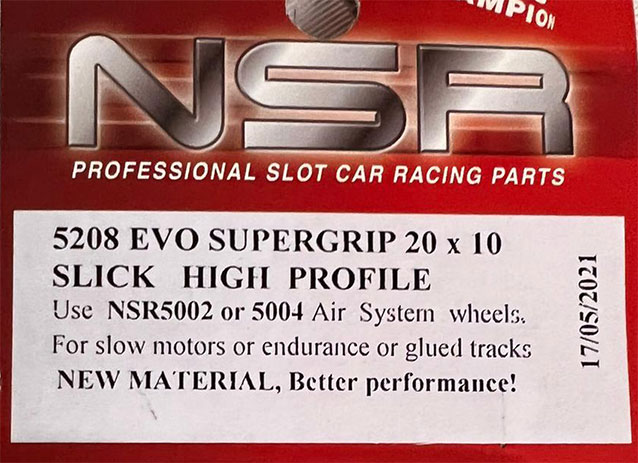 MPION
NSR
PROFESSIONAL SLOT CAR RACING PARTS
5208 EVO SUPERGRIP 20 x 10
SLICK HIGH PROFILE
Use NSR5002 or 5004 Air System wheels.
For slow motors or endurance or glued tracks
NEW MATERIAL, Better performance!
17/05/2021